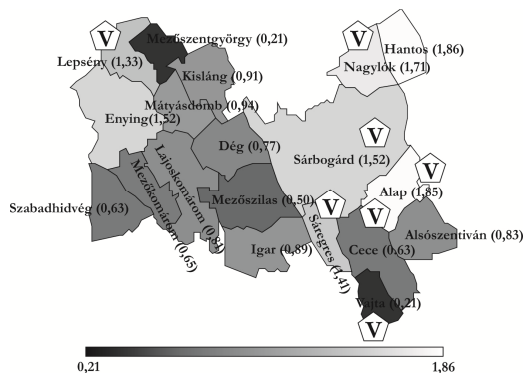 V
V
Mezőszentgyörgy (0,21)
Hantos (1,86)
Lepsény (1,33)
Nagylók (1,71)
Kisláng (0,91)
Mátyásdomb (0,94)
Enying(1,52)
V
Dég (0,77)
Sárbogárd (1,52)
Lajoskomárom (0,81)
V
Mezőkomárom (0,65)
Alap (1,85)
Mezőszilas (0,50)
Szabadhidvég (0,63)
V
V
Sáregres (1,41)
Alsószentiván (0,83)
Igar (0,89)
Cece (0,63)
Vajta (0,21)
V
0,21
1,86